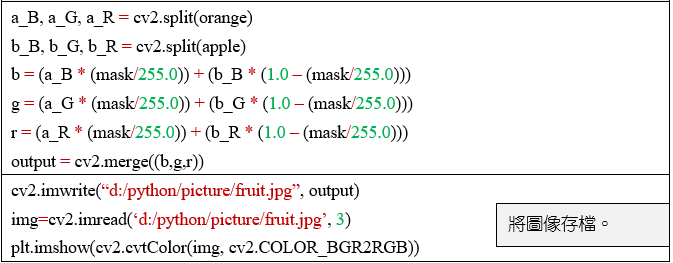 a_B, a_G, a_R = cv2.split(orange)
b_B, b_G, b_R = cv2.split(apple)
b = (a_B * (mask/255.0)) + (b_B * (1.0 – (mask/255.0)))
g = (a_G * (mask/255.0)) + (b_G * (1.0 – (mask/255.0)))
r = (a_R * (mask/255.0)) + (b_R * (1.0 – (mask/255.0)))
output = cv2.merge((b,g,r))
cv2.imwrite(“d:/python/picture/fruit.jpg”, output)
img=cv2.imread(‘d:/python/picture/fruit.jpg’, 3)
plt.imshow(cv2.cvtColor(img, cv2.COLOR_BGR2RGB))
將圖像存檔。